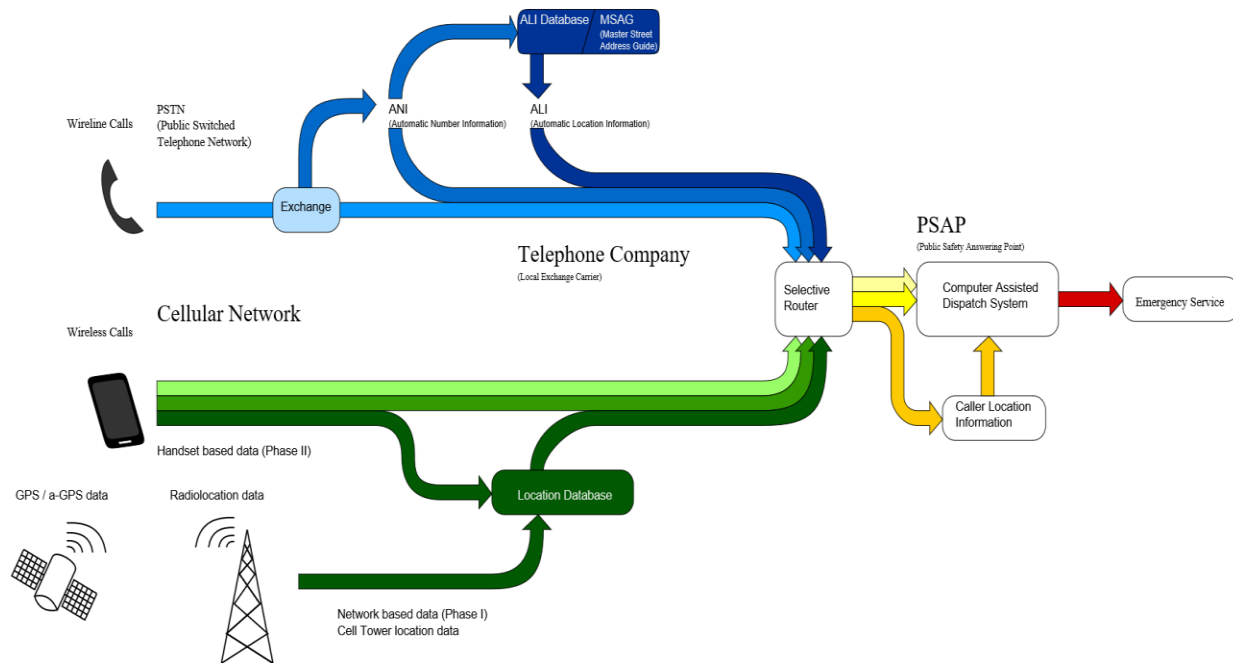 ALI Database
MSAG
(Master Street
Address Guide)
PSTN
(Public Switched
Telephone Network)
Wireline Calls
ANI
(Automatic Number Information)
ALI
(Automatic Location Information)
Exchange
Telephone Company
(Local Exchange Carrier)
PSAP
(Public Safety Answering Point)
Selective
Router
Computer Assisted
Dispatch System
Emergency Service
Cellular Network
Wireless Calls
Caller Location
Information
Handset based data (Phase II)
GPS / a-GPS data
Radiolocation data
Location Database
Network based data (Phase I)
Cell Tower location data